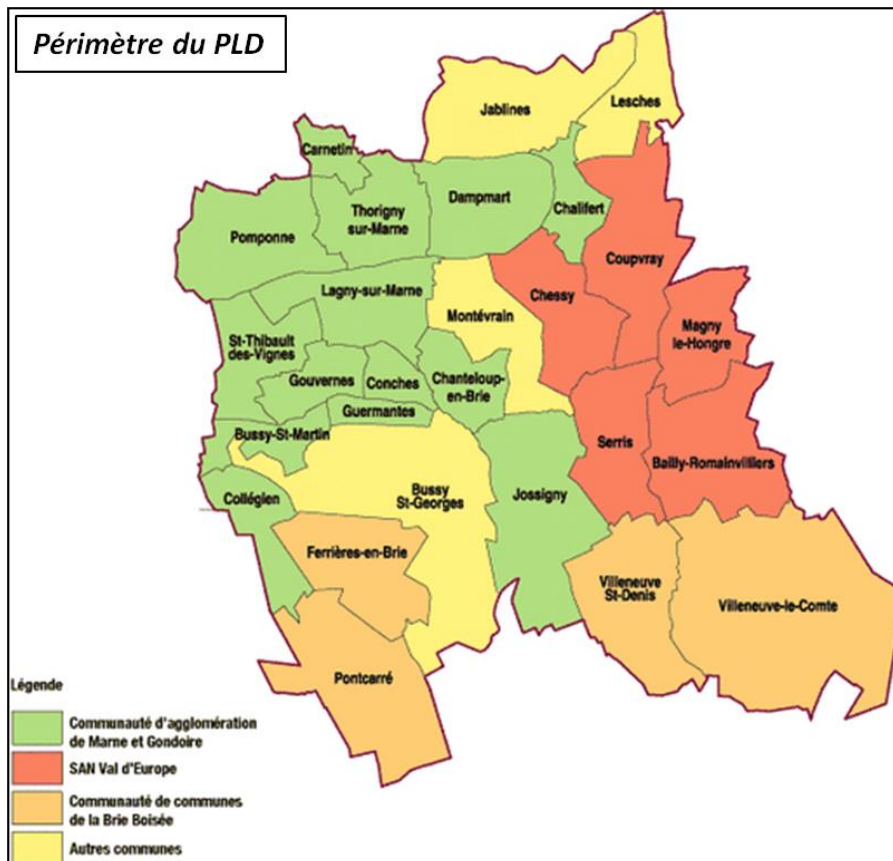 Périmètre du PLD
Jablines
Lesches
Carnetin
Thorigny
sur-Marne
Dampmart
Chalifert
Pomponne
Coupvray
Lagny-sur-Marne
Montévrain
Chessy
Magny
le-Hongre
St-Thibault
des-Vignes
Gouvernes
Conches
Chanteloup-
en-Brie
Guermantes
Bussy-St-Martin
Serris
Bailly-Romainvilliers
Collégien
Bussy
St-Georges
Jossigny
Ferrières-en-Brie
Villeneuve
St-Denis
Villeneuve-le-Comte
Pontcarré
Légende
Communauté d'agglomération
de Marne et Gondoire
SAN Val d'Europe
Communauté de communes
de la Brie Boisée
Autres communes